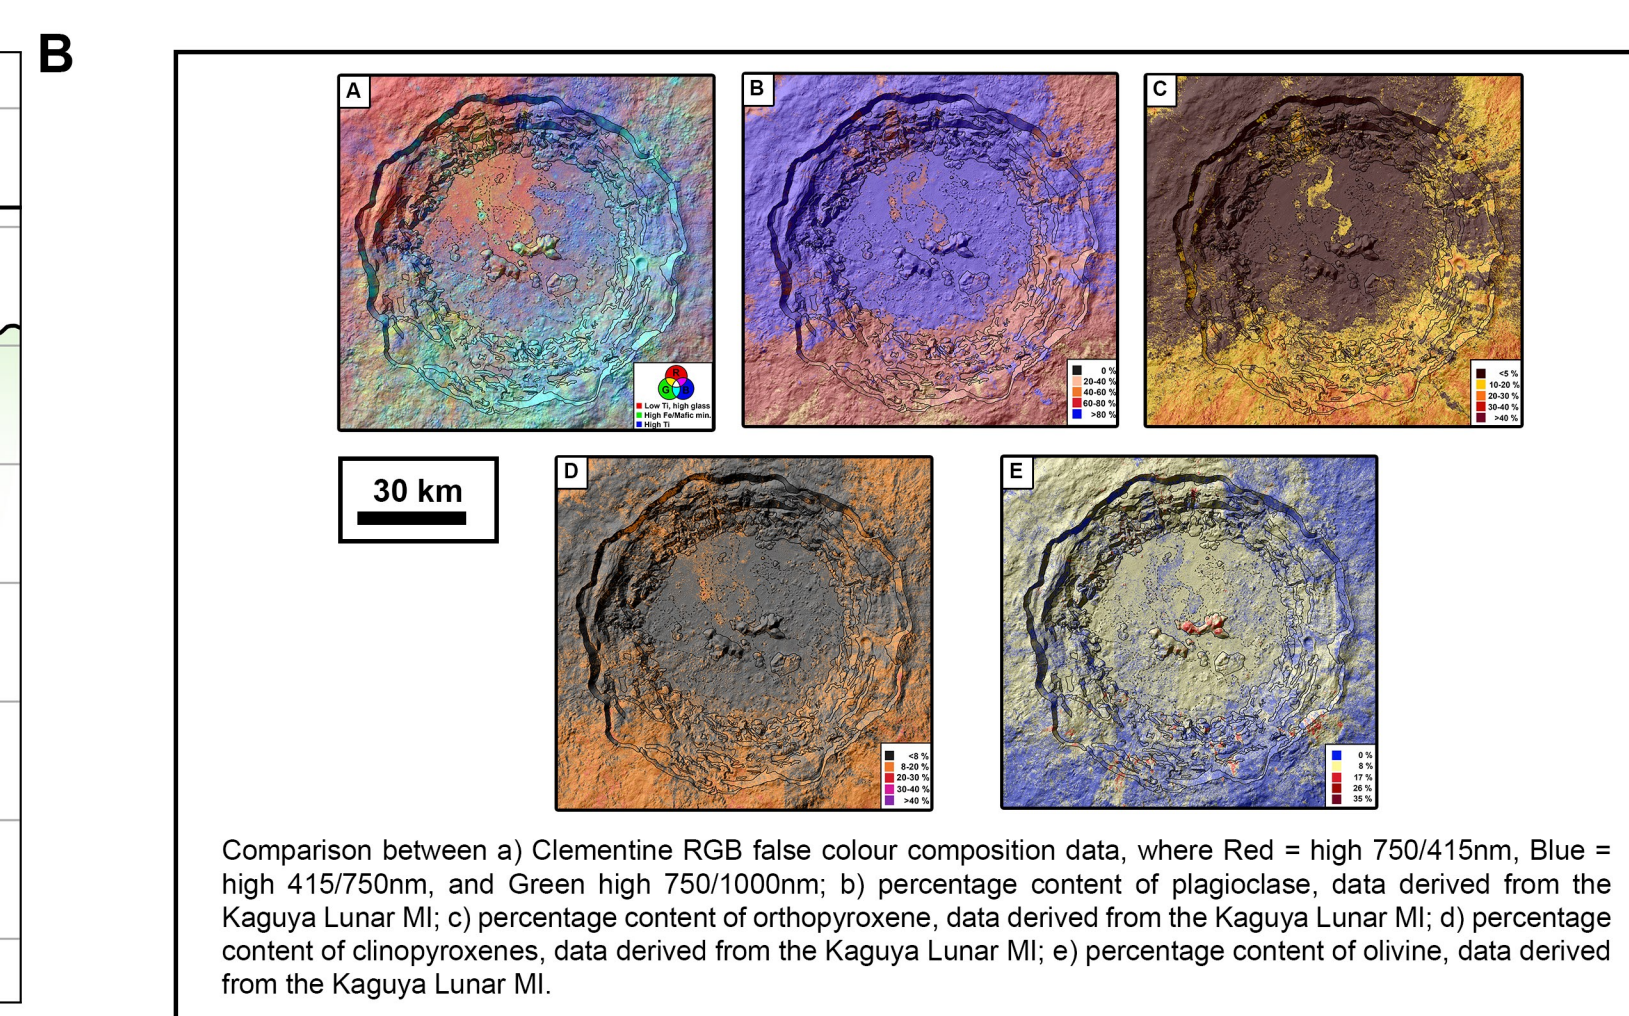 B
A
B
C
R
G
B
Low Ti, high glass
High Fe/Mafic min.
High Ti
0 %
20-40 %
40-60 %
60-80 %
>80 %
<5 %
10-20 %
20-30 %
30-40 %
>40 %
30 km
D
E
<8 %
8-20 %
20-30 %
30-40 %
>40 %
0 %
8 %
17 %
26 %
35 %
Comparison between a) Clementine RGB false colour composition data, where Red = high 750/415nm, Blue =
high 415/750nm, and Green high 750/1000nm; b) percentage content of plagioclase, data derived from the
Kaguya Lunar MI; c) percentage content of orthopyroxene, data derived from the Kaguya Lunar MI; d) percentage
content of clinopyroxenes, data derived from the Kaguya Lunar MI; e) percentage content of olivine, data derived
from the Kaguya Lunar MI.